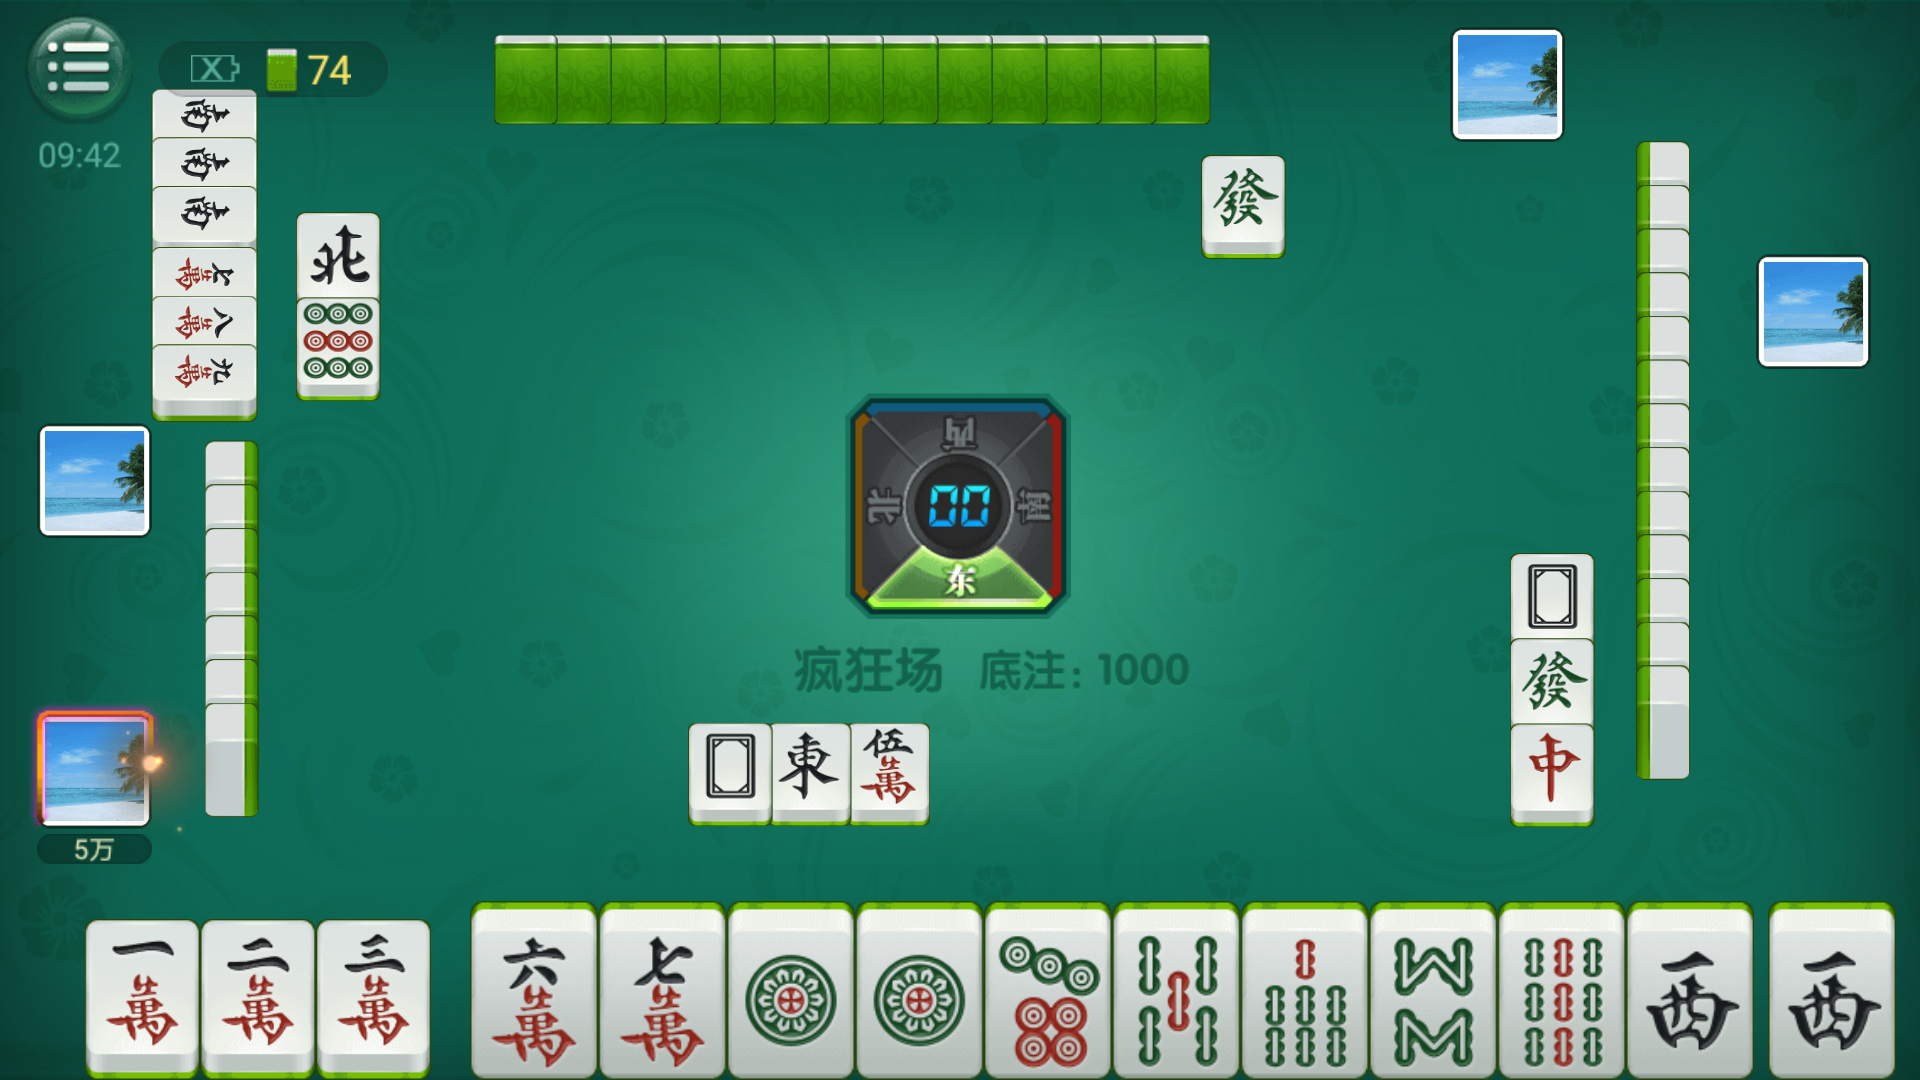 74
09:42
南
南
南
七萬
八萬
九萬
北
發
西
北 00 南
东
疯狂场 底注: 1000
東 伍萬
發
中
5万
一萬 二萬 三萬 六萬 七萬 西 西